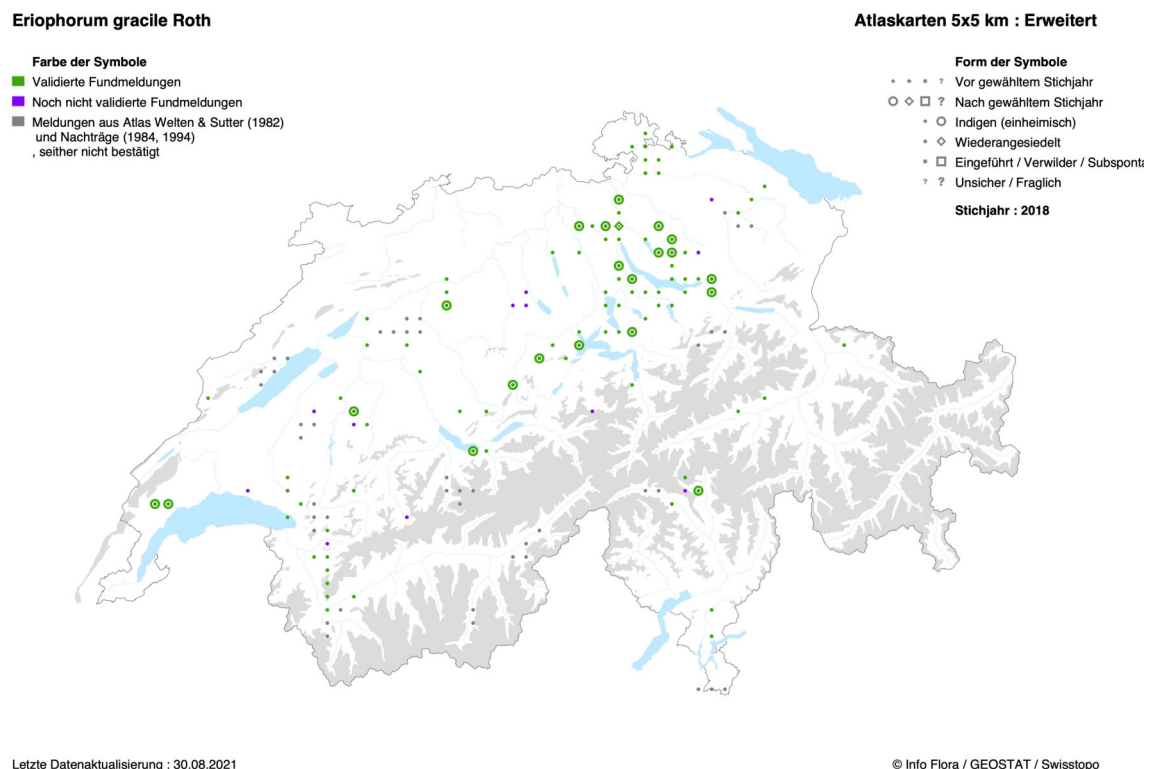 Eriophorum gracile Roth
Atlaskarten 5x5 km : Erweitert
Farbe der Symbole
Validierte Fundmeldungen
Noch nicht validierte Fundmeldungen
Meldungen aus Atlas Welten & Sutter (1982)
und Nachträge (1984, 1994)
, seither nicht bestätigt
Form der Symbole
? Vor gewähltem Stichjahr
? Nach gewähltem Stichjahr
Indigen (einheimisch)
Wiederangesiedelt
Eingeführt / Verwilder / Subsponta
? ? Unsicher / Fraglich
Stichjahr : 2018
Letzte Datenaktualisierung : 30.08.2021
© Info Flora / GEOSTAT / Swisstopo